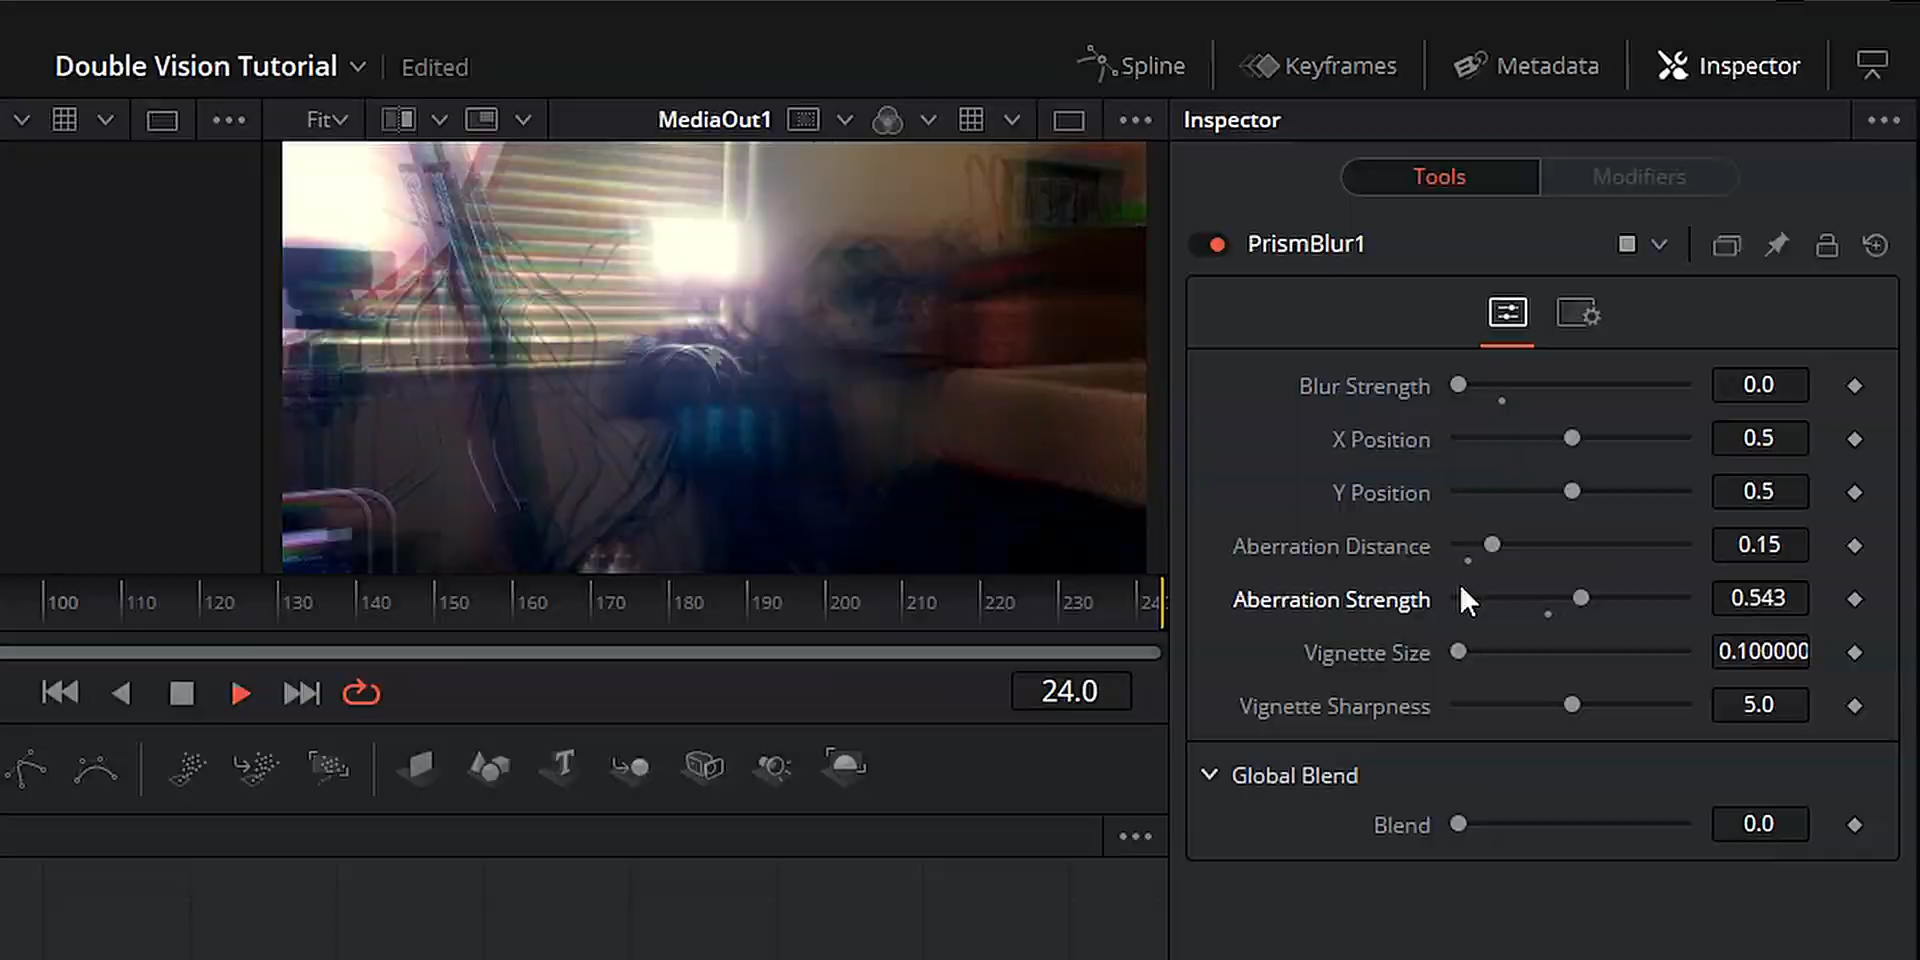 Double Vision Tutorial
Edited
Spline
Keyframes
Metadata
Inspector
Fit
MediaOut1
Inspector
Tools
Modifiers
PrismBlur1
Blur Strength 0.0
X Position 0.5
Y Position 0.5
Aberration Distance 0.15
Aberration Strength 0.543
Vignette Size 0.100000
Vignette Sharpness 5.0
Global Blend
Blend 0.0
100 110 120 130 140 150 160 170 180 190 200 210 220 230 24
24.0